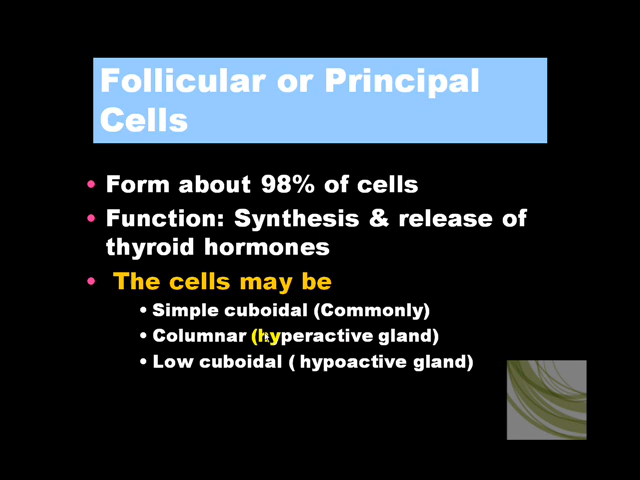 Follicular or Principal
Cells
• Form about 98% of cells
• Function: Synthesis & release of
thyroid hormones
• The cells may be
• Simple cuboidal (Commonly)
• Columnar (hyperactive gland)
• Low cuboidal ( hypoactive gland)